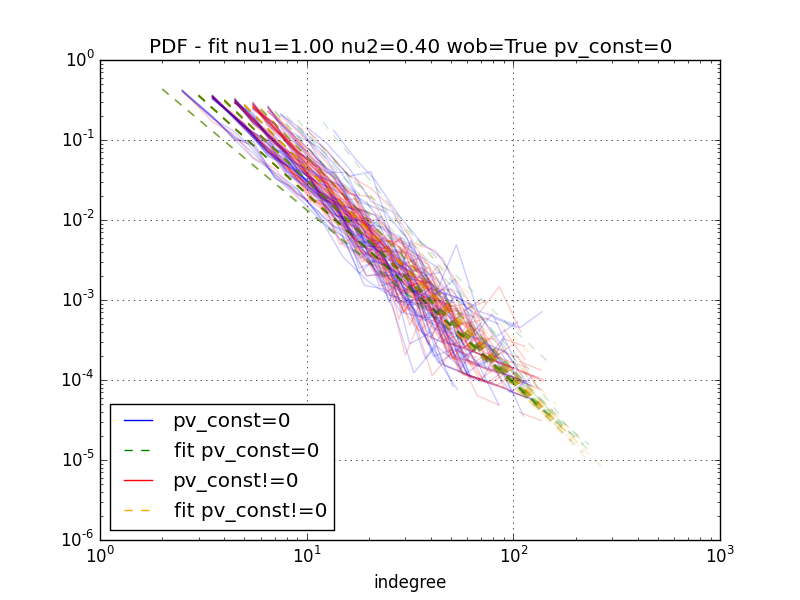 PDF - fit nu1=1.00 nu2=0.40 wob=True pv_const=0
10^0
10^-1
10^-2
10^-3
10^-4
10^-5
10^-6
pv_const=0
fit pv_const=0
pv_const!=0
fit pv_const!=0
10^0 10^1 10^2 10^3
indegree